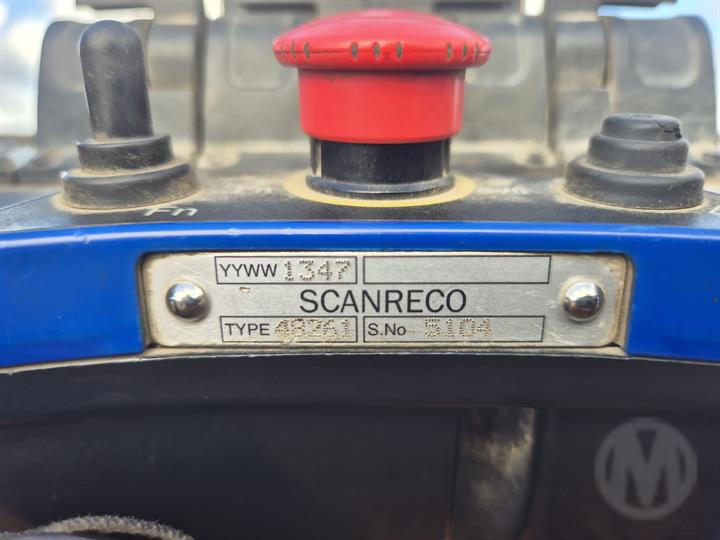 Fn
YYWW 1347
SCANRECO
TYPE 48261 S.No 5104
M